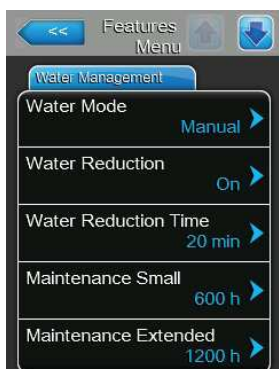 <<
Features
Menu
Water Management
Water Mode
Manual
Water Reduction
On
Water Reduction Time
20 min
Maintenance Small
600 h
Maintenance Extended
1200 h